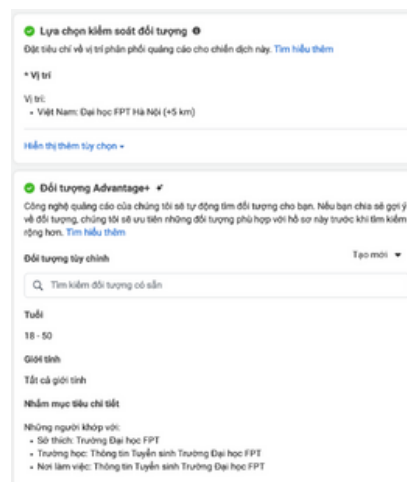 Lựa chọn kiểm soát đối tượng
Đặt tiêu chí về vị trí phân phối quảng cáo cho chiến dịch này. Tìm hiểu thêm
* Vị trí
Vị trí:
• Việt Nam: Đại học FPT Hà Nội (+5 km)
Hiển thị thêm tùy chọn
Đối tượng Advantage+
Công nghệ quảng cáo của chúng tôi sẽ tự động tìm đối tượng cho bạn. Nếu bạn chia sẻ gợi ý
về đối tượng, chúng tôi sẽ ưu tiên những đối tượng phù hợp với hồ sơ này trước khi tìm kiếm
rộng hơn. Tìm hiểu thêm
Đối tượng tùy chỉnh
Tạo mới
Tìm kiếm đối tượng có sẵn
Tuổi
18 - 50
Giới tính
Tất cả giới tính
Nhắm mục tiêu chi tiết
Những người khớp với:
• Sở thích: Trường Đại học FPT
• Trường học: Thông tin Tuyển sinh Trường Đại học FPT
• Nơi làm việc: Thông tin Tuyển sinh Trường Đại học FPT